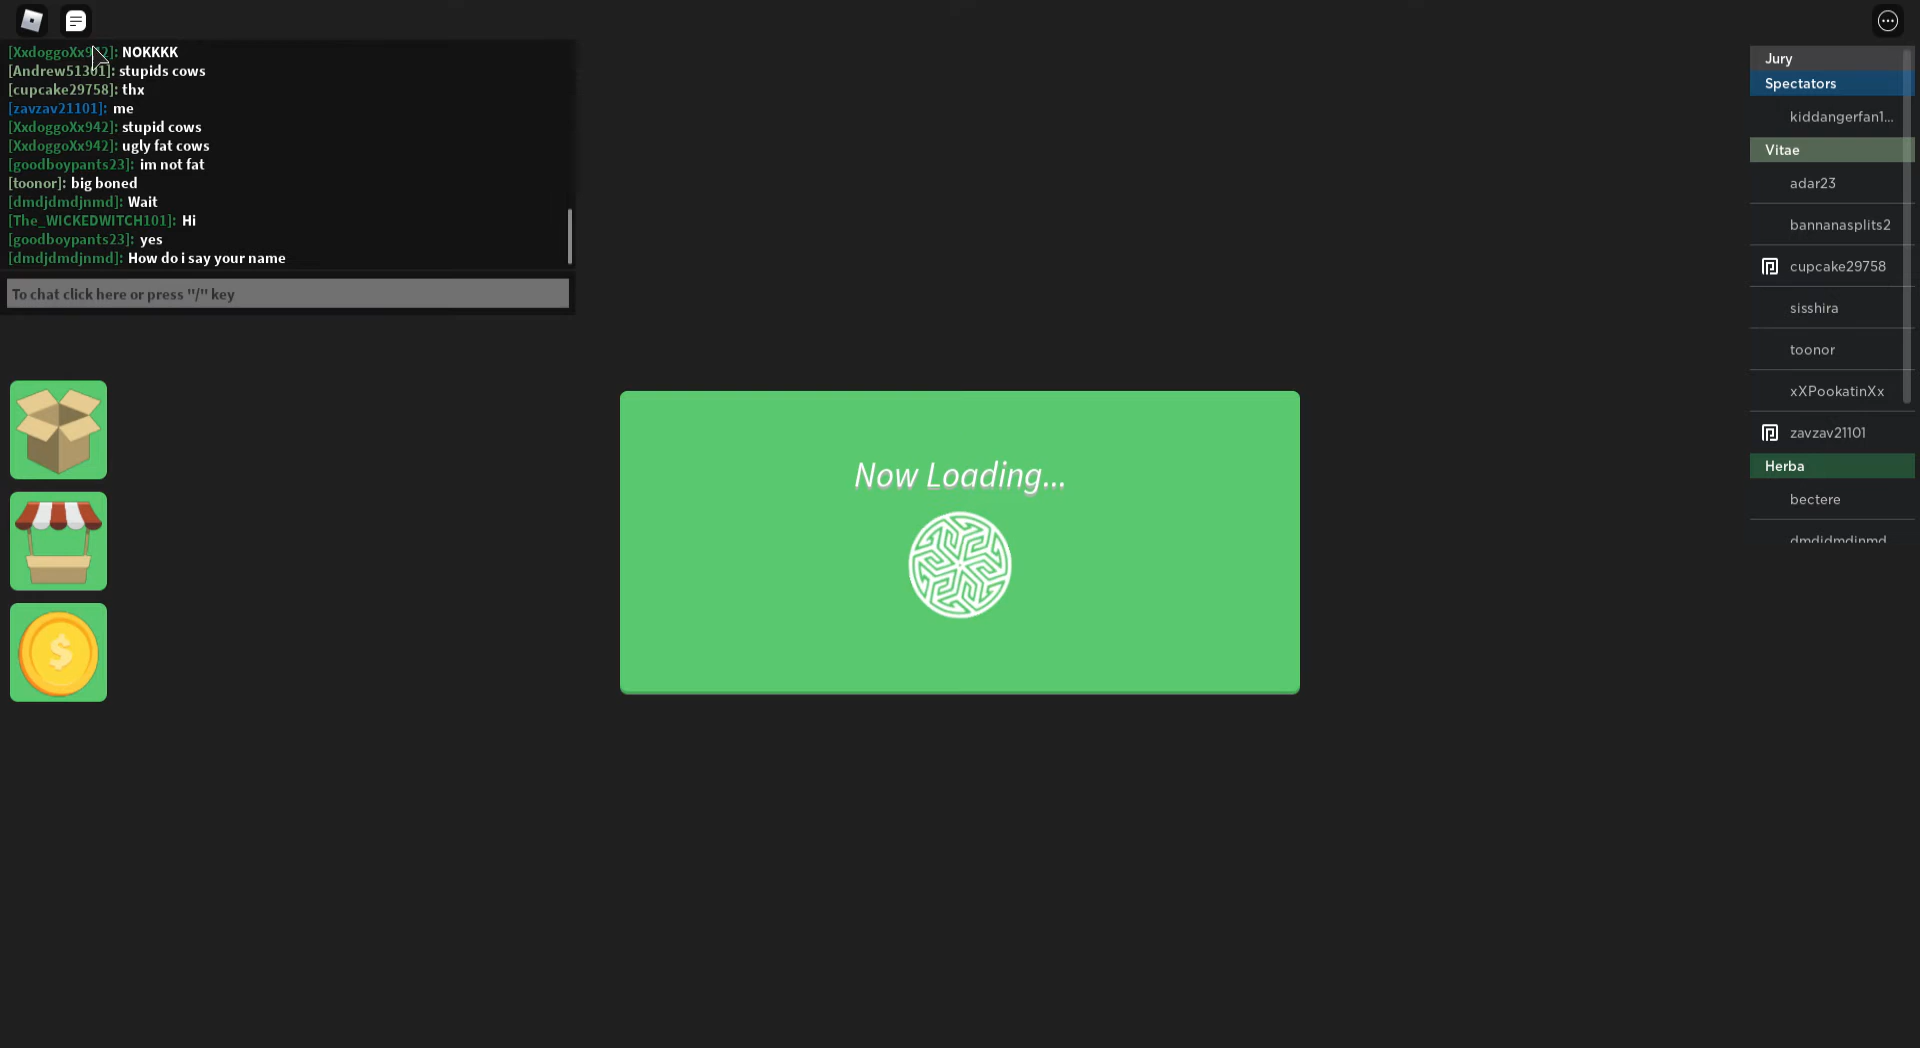 [XxdoggoXx942]: NOKKKK
[Andrew51301]: stupids cows
[cupcake29758]: thx
[zavzav21101]: me
[XxdoggoXx942]: stupid cows
[XxdoggoXx942]: ugly fat cows
[goodboypants23]: im not fat
[toonor]: big boned
[dmdjdmdjnmd]: Wait
[The_WICKEDWITCH101]: Hi
[goodboypants23]: yes
[dmdjdmdjnmd]: How do i say your name
To chat click here or press "/" key
Now Loading...
$
Jury
Spectators
kiddangerfan1...
Vitae
adar23
bannanasplits2
cupcake29758
sisshira
toonor
xXPookatinXx
zavzav21101
Herba
bectere
dmdjdmdjnmd